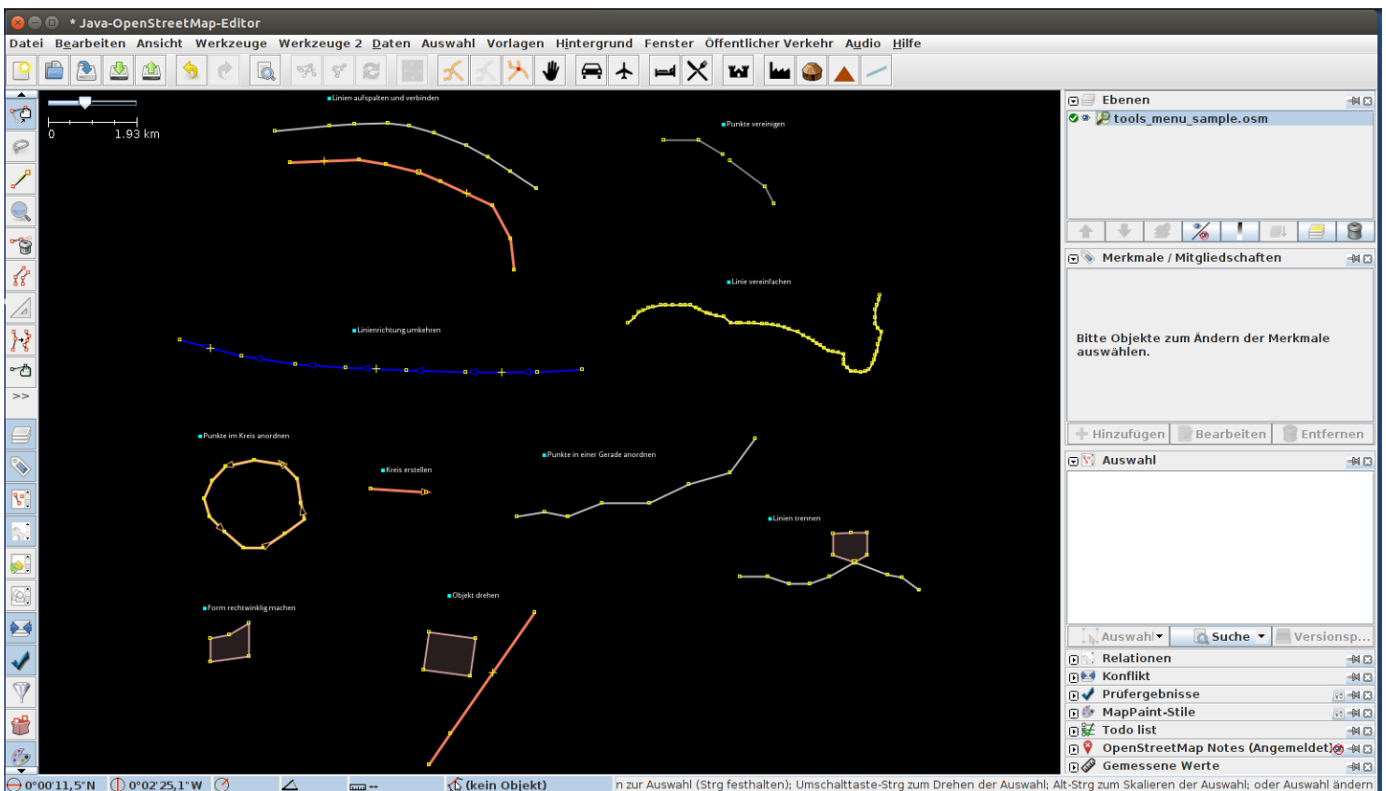 * Java-OpenStreetMap-Editor
Datei Bearbeiten Ansicht Werkzeuge Werkzeuge 2 Daten Auswahl Vorlagen Hintergrund Fenster Öffentlicher Verkehr Audio Hilfe
0 1.93 km
Linien aufspalten und verbinden
Punkte vereinigen
Linie vereinfachen
Linienrichtung umkehren
Punkte im Kreis anordnen
Kreis erstellen
Punkte in einer Gerade anordnen
Linien trennen
Form rechtwinklig machen
Objekt drehen
>>
Ebenen
tools_menu_sample.osm
Merkmale / Mitgliedschaften
Bitte Objekte zum Ändern der Merkmale
auswählen.
Hinzufügen Bearbeiten Entfernen
Auswahl
Auswahl Suche Versionsp...
Relationen
Konflikt
Prüfergebnisse
MapPaint-Stile
Todo list
OpenStreetMap Notes (Angemeldet)
Gemessene Werte
0°00'11,5"N 0°02'25,1"W -- (kein Objekt) n zur Auswahl (Strg festhalten); Umschalttaste-Strg zum Drehen der Auswahl; Alt-Strg zum Skalieren der Auswahl; oder Auswahl ändern